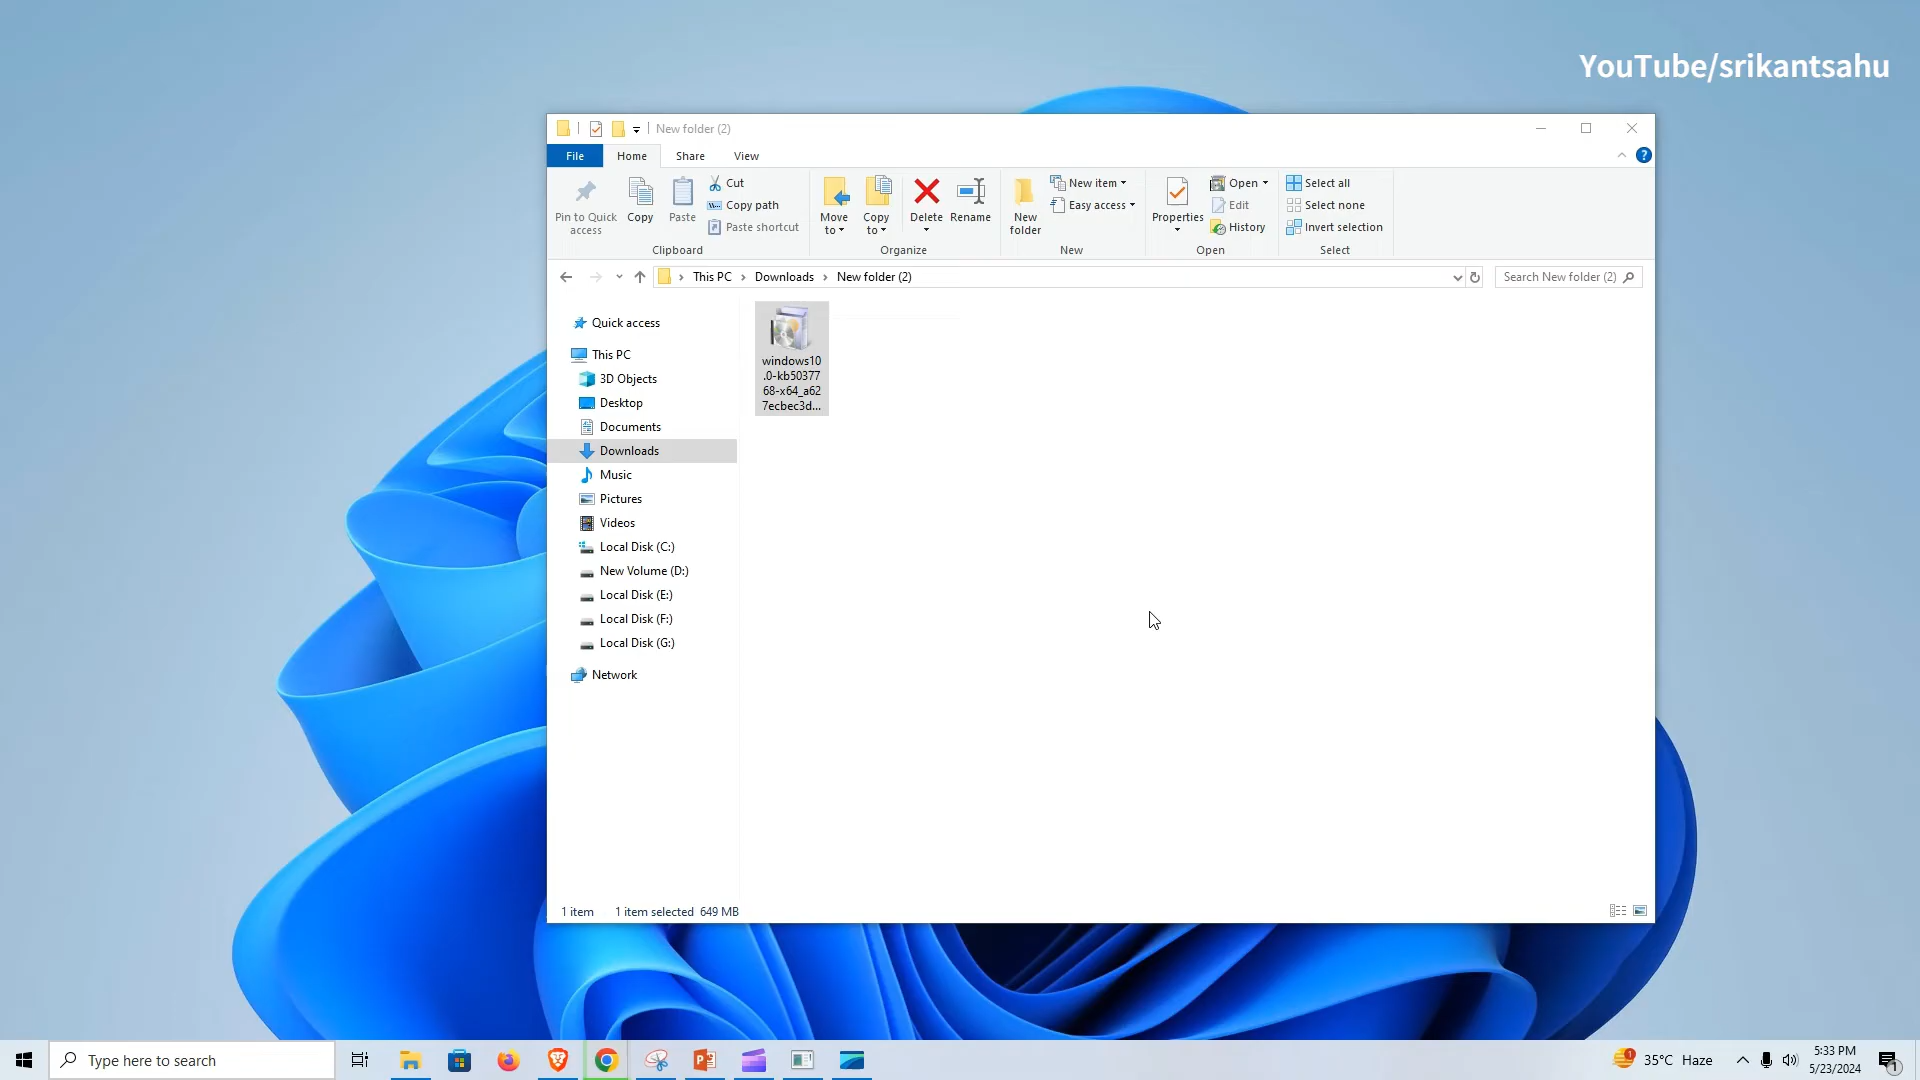 YouTube/srikantsahu
New folder (2)
File Home Share View
Pin to Quick access
Copy
Paste
Cut
Copy path
Paste shortcut
Clipboard
Move to
Copy to
Delete
Rename
Organize
New folder
New item
Easy access
New
Properties
Open
Edit
History
Open
Select all
Select none
Invert selection
Select
This PC > Downloads > New folder (2)
Search New folder (2)
Quick access
This PC
3D Objects
Desktop
Documents
Downloads
Music
Pictures
Videos
Local Disk (C:)
New Volume (D:)
Local Disk (E:)
Local Disk (F:)
Local Disk (G:)
Network
windows10
.0-kb50377
68-x64_a62
7ecbec3d...
1 item 1 item selected 649 MB
Type here to search
1
35°C Haze
5:33 PM
5/23/2024
1